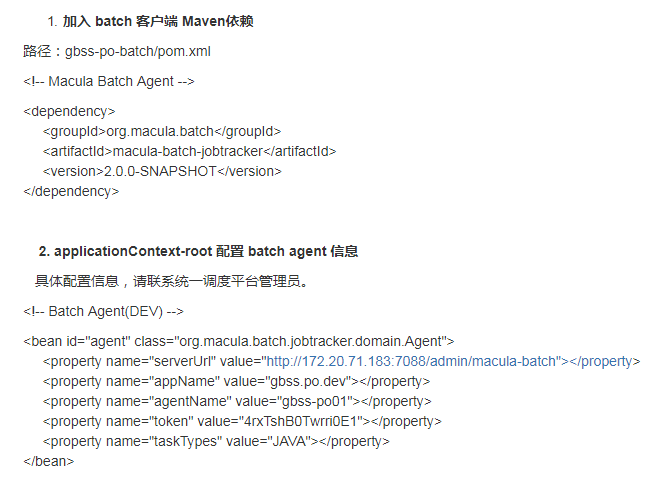 1. 加入 batch 客户端 Maven依赖
路径：gbss-po-batch/pom.xml
<!-- Macula Batch Agent -->
<dependency>
<groupId>org.macula.batch</groupId>
<artifactId>macula-batch-jobtracker</artifactId>
<version>2.0.0-SNAPSHOT</version>
</dependency>
2. applicationContext-root 配置 batch agent 信息
具体配置信息，请联系统一调度平台管理员。
<!-- Batch Agent(DEV) -->
<bean id="agent" class="org.macula.batch.jobtracker.domain.Agent">
<property name="serverUrl" value="http://172.20.71.183:7088/admin/macula-batch"></property>
<property name="appName" value="gbss.po.dev"></property>
<property name="agentName" value="gbss-po01"></property>
<property name="token" value="4rxTshB0Twrri0E1"></property>
<property name="taskTypes" value="JAVA"></property>
</bean>